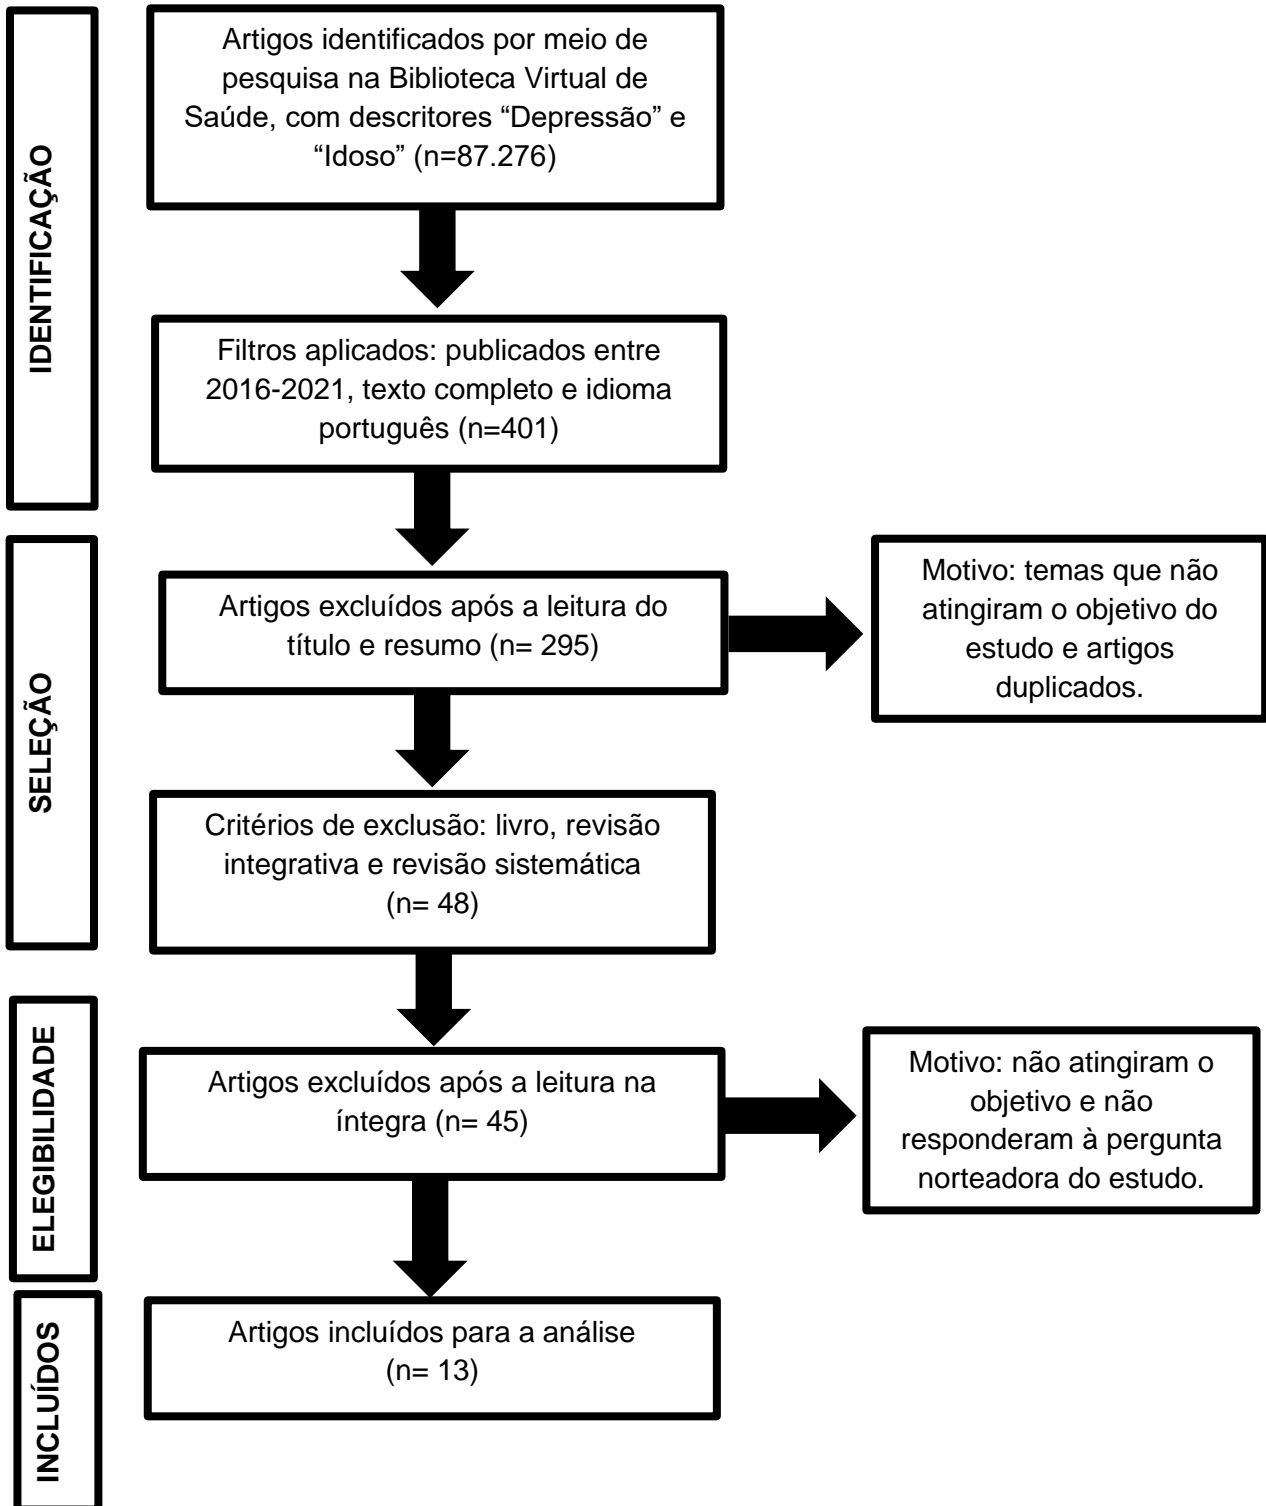 IDENTIFICAÇÃO
Artigos identificados por meio de
pesquisa na Biblioteca Virtual de
Saúde, com descritores “Depressão” e
“Idoso” (n=87.276)
Filtros aplicados: publicados entre
2016-2021, texto completo e idioma
português (n=401)
SELEÇÃO
Artigos excluídos após a leitura do
título e resumo (n= 295)
Motivo: temas que não
atingiram o objetivo do
estudo e artigos
duplicados.
Critérios de exclusão: livro, revisão
integrativa e revisão sistemática
(n= 48)
ELEGIBILIDADE
Artigos excluídos após a leitura na
íntegra (n= 45)
Motivo: não atingiram o
objetivo e não
responderam à pergunta
norteadora do estudo.
INCLUÍDOS
Artigos incluídos para a análise
(n= 13)